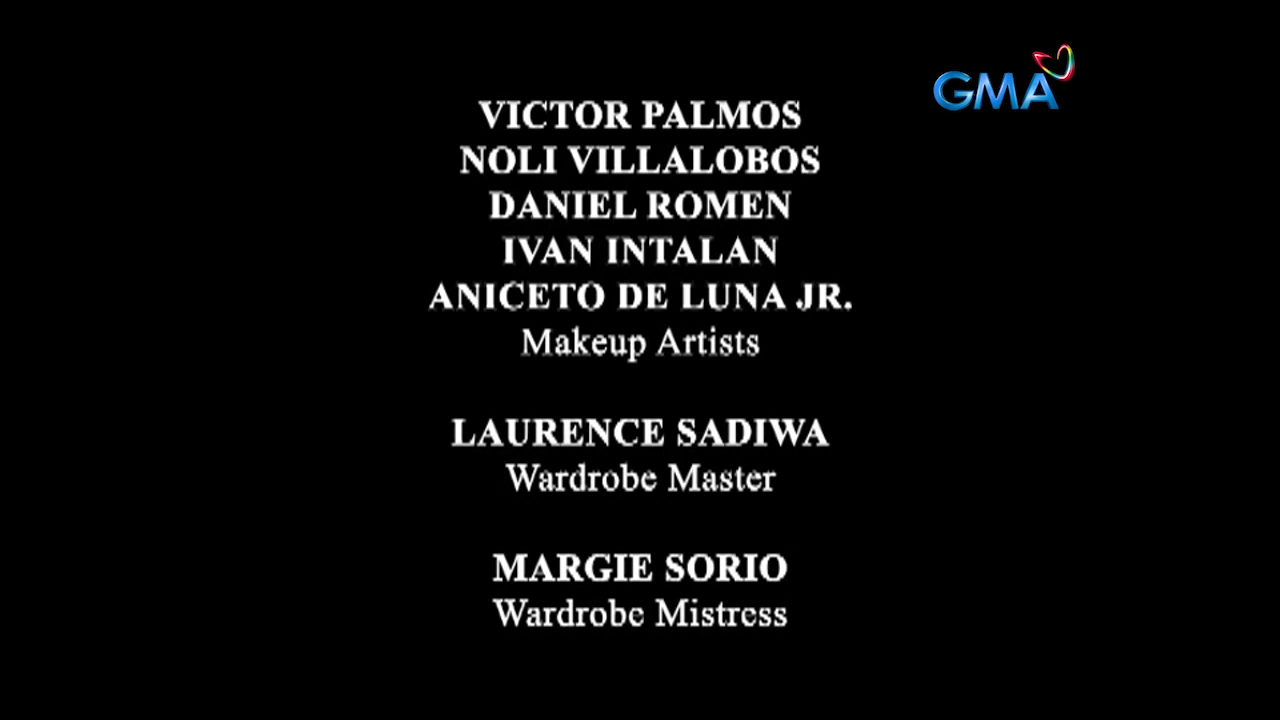 GMA
VICTOR PALMOS
NOLI VILLALOBOS
DANIEL ROMEN
IVAN INTALAN
ANICETO DE LUNA JR.
Makeup Artists
LAURENCE SADIWA
Wardrobe Master
MARGIE SORIO
Wardrobe Mistress